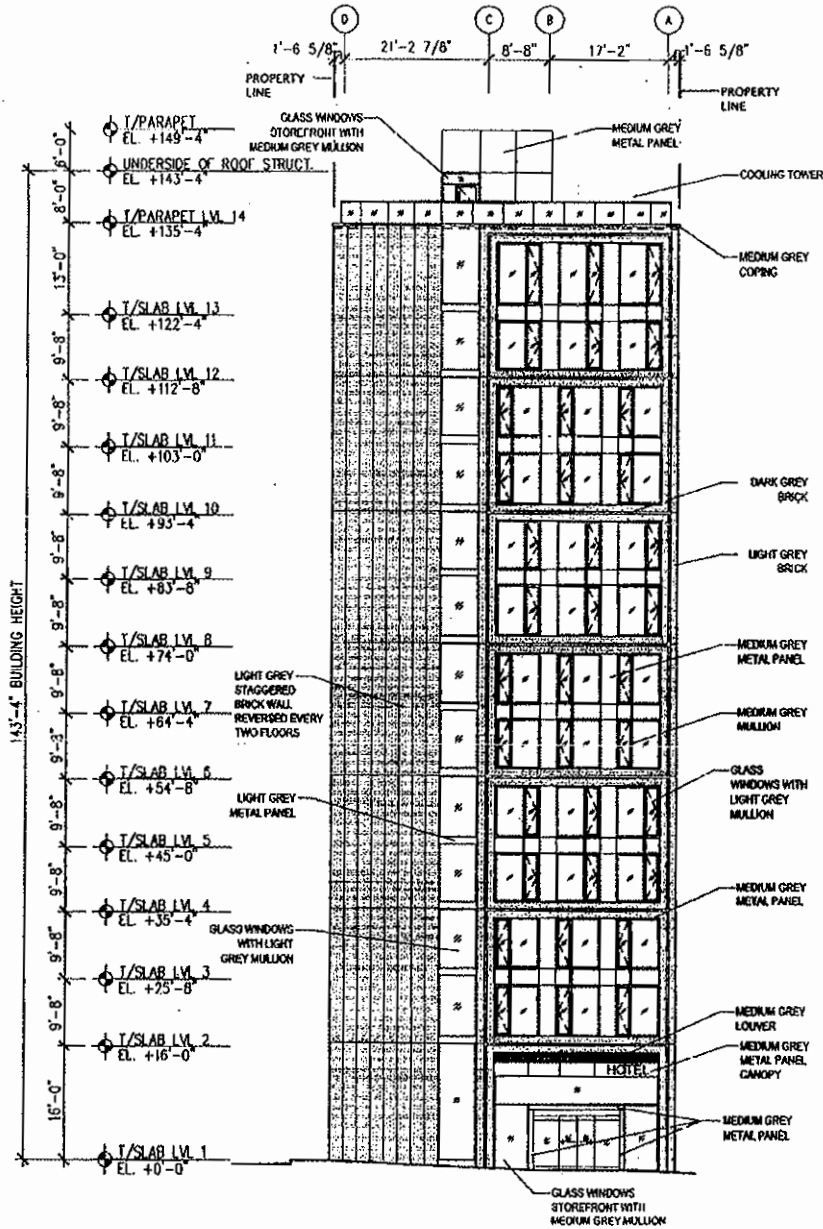 D
C
B
A
1'-6 5/8"
21'-2 7/8"
8'-8"
17'-2"
1'-6 5/8"
PROPERTY
LINE
PROPERTY
LINE
T/PARAPET
EL. +149'-4"
6'-0"
UNDERSIDE OF ROOF STRUCT.
EL. +143'-4"
8'-0"
T/PARAPET LVL 14
EL. +135'-4"
13'-0"
T/SLAB LVL 13
EL. +122'-4"
9'-8"
T/SLAB LVL 12
EL. +112'-8"
9'-8"
T/SLAB LVL 11
EL. +103'-0"
9'-8"
T/SLAB LVL 10
EL. +93'-4"
9'-8"
T/SLAB LVL 9
EL. +83'-8"
9'-8"
T/SLAB LVL 8
EL. +74'-0"
9'-8"
T/SLAB LVL 7
EL. +64'-4"
9'-8"
T/SLAB LVL 6
EL. +54'-8"
9'-8"
T/SLAB LVL 5
EL. +45'-0"
9'-8"
T/SLAB LVL 4
EL. +35'-4"
9'-8"
T/SLAB LVL 3
EL. +25'-8"
9'-8"
T/SLAB LVL 2
EL. +16'-0"
16'-0"
T/SLAB LVL 1
EL. +0'-0"
143'-4" BUILDING HEIGHT
GLASS WINDOWS
STOREFRONT WITH
MEDIUM GREY MULLION
LIGHT GREY
STAGGERED
BRICK WALL
REVERSED EVERY
TWO FLOORS
LIGHT GREY
METAL PANEL
GLASS WINDOWS
WITH LIGHT
GREY MULLION
MEDIUM GREY
METAL PANEL
COOLING TOWER
MEDIUM GREY
COPING
DARK GREY
BRICK
LIGHT GREY
BRICK
MEDIUM GREY
METAL PANEL
MEDIUM GREY
MULLION
GLASS
WINDOWS WITH
LIGHT GREY
MULLION
MEDIUM GREY
METAL PANEL
MEDIUM GREY
LOUVER
MEDIUM GREY
METAL PANEL
CANOPY
HOTEL
MEDIUM GREY
METAL PANEL
GLASS WINDOWS
STOREFRONT WITH
MEDIUM GREY MULLION